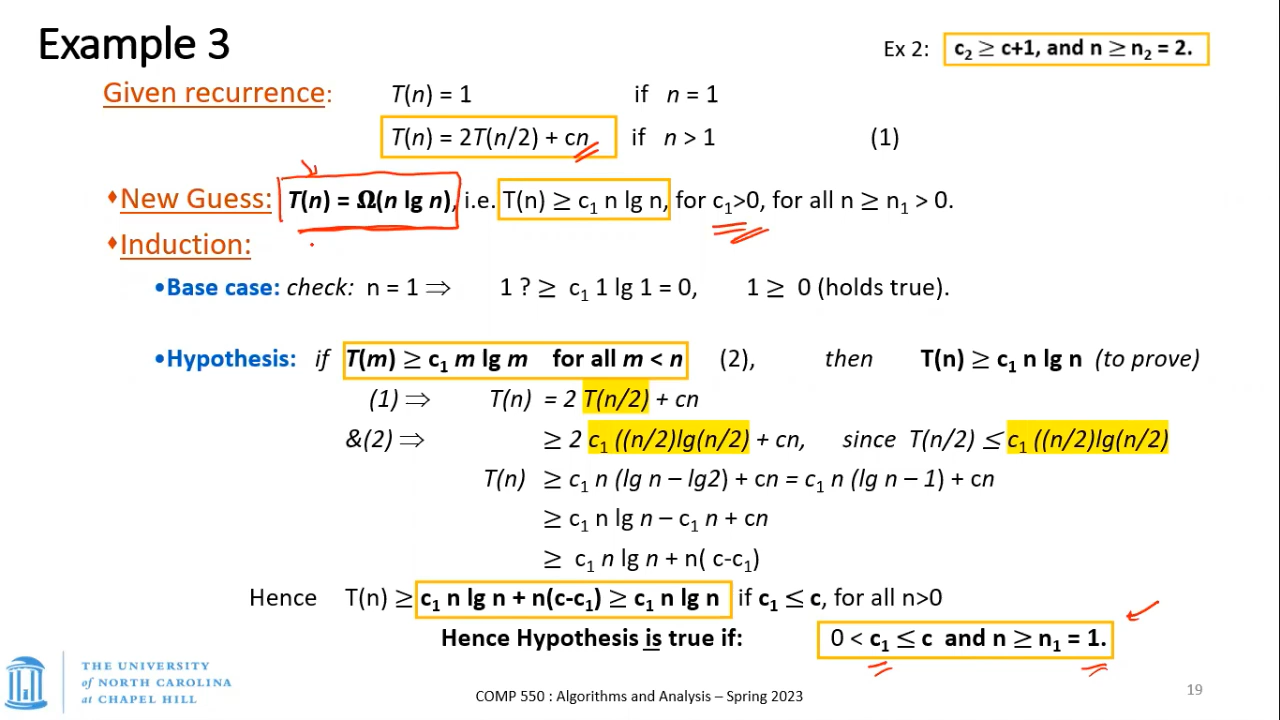 Example 3
Ex 2: c₂ ≥ c+1, and n ≥ n₂ = 2.
Given recurrence: T(n) = 1 if n = 1
T(n) = 2T(n/2) + cn if n > 1 (1)
♦New Guess: T(n) = Ω(n lg n), i.e. T(n) ≥ c₁ n lg n, for c₁>0, for all n ≥ n₁ > 0.
♦Induction:
•Base case: check: n = 1 ⇒ 1 ? ≥ c₁ 1 lg 1 = 0, 1 ≥ 0 (holds true).
•Hypothesis: if T(m) ≥ c₁ m lg m for all m < n (2), then T(n) ≥ c₁ n lg n (to prove)
(1) ⇒ T(n) = 2 T(n/2) + cn
&(2) ⇒ ≥ 2 c₁ ((n/2)lg(n/2) + cn, since T(n/2) ≤ c₁ ((n/2)lg(n/2)
T(n) ≥ c₁ n (lg n – lg2) + cn = c₁ n (lg n – 1) + cn
≥ c₁ n lg n – c₁ n + cn
≥ c₁ n lg n + n( c-c₁)
Hence T(n) ≥ c₁ n lg n + n(c-c₁) ≥ c₁ n lg n if c₁ ≤ c, for all n>0
Hence Hypothesis is true if: 0 < c₁ ≤ c and n ≥ n₁ = 1.
THE UNIVERSITY
of NORTH CAROLINA
at CHAPEL HILL
COMP 550 : Algorithms and Analysis – Spring 2023
19